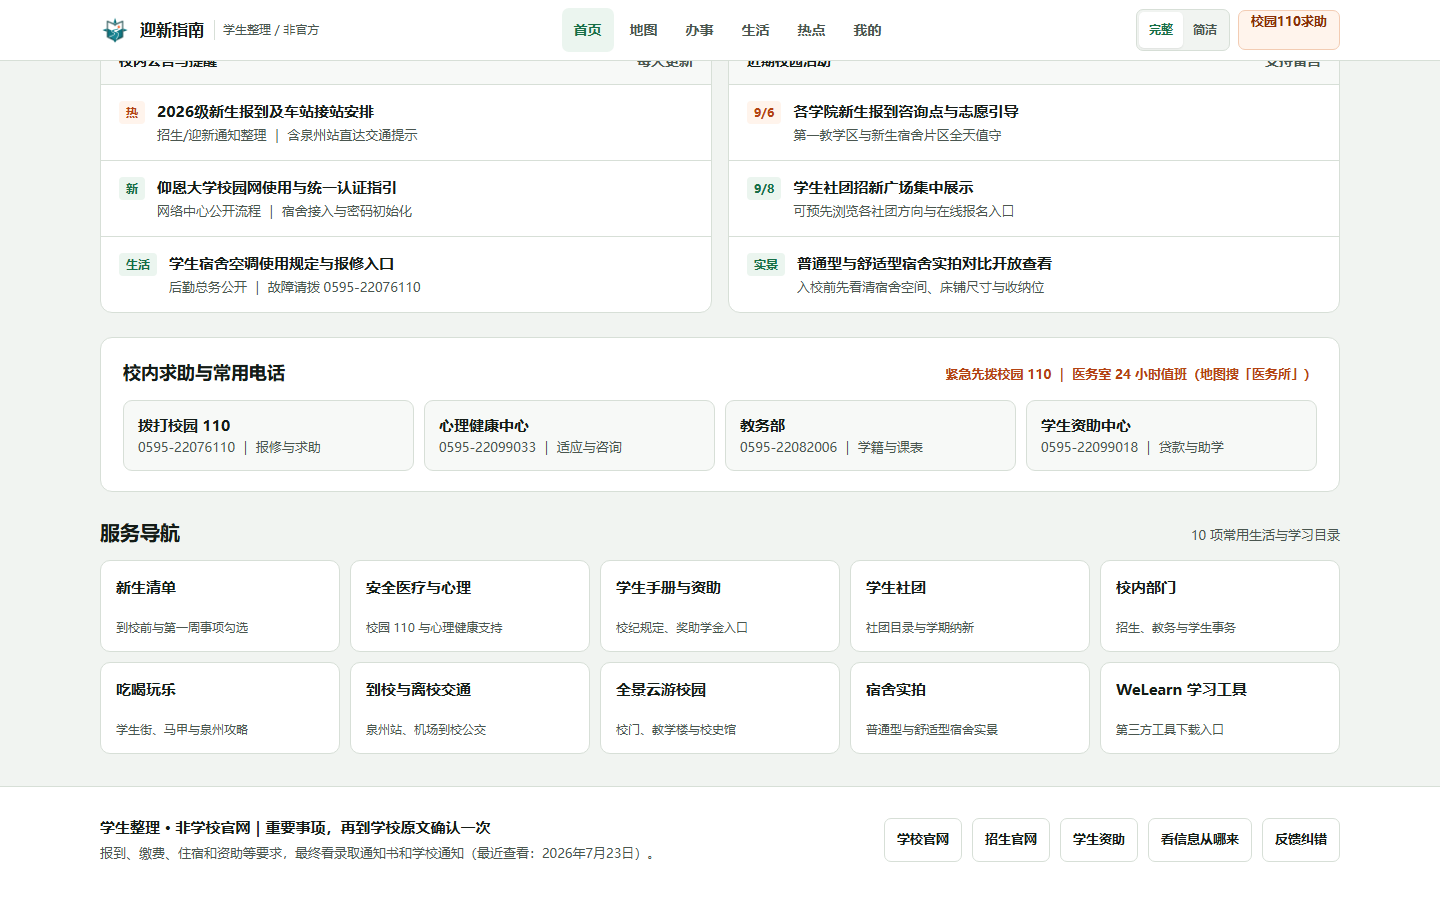 迎新指南
学生整理 / 非官方
首页 地图 办事 生活 热点 我的
完整 简洁
校园110求助
校内公告与提醒 每天更新
热 2026级新生报到及车站接站安排
招生/迎新通知整理 | 含泉州站直达交通提示
新 仰恩大学校园网使用与统一认证指引
网络中心公开流程 | 宿舍接入与密码初始化
生活 学生宿舍空调使用规定与报修入口
后勤总务公开 | 故障请拨 0595-22076110
近期校园活动 支持留言
9/6 各学院新生报到咨询点与志愿引导
第一教学区与新生宿舍片区全天值守
9/8 学生社团招新广场集中展示
可预先浏览各社团方向与在线报名入口
实景 普通型与舒适型宿舍实拍对比开放查看
入校前先看清宿舍空间、床铺尺寸与收纳位
校内求助与常用电话
紧急先拨校园 110 | 医务室 24 小时值班（地图搜「医务所」）
拨打校园 110
0595-22076110 | 报修与求助
心理健康中心
0595-22099033 | 适应与咨询
教务部
0595-22082006 | 学籍与课表
学生资助中心
0595-22099018 | 贷款与助学
服务导航
10 项常用生活与学习目录
新生清单
到校前与第一周事项勾选
安全医疗与心理
校园 110 与心理健康支持
学生手册与资助
校纪规定、奖助学金入口
学生社团
社团目录与学期纳新
校内部门
招生、教务与学生事务
吃喝玩乐
学生街、马甲与泉州攻略
到校与离校交通
泉州站、机场到校公交
全景云游校园
校门、教学楼与校史馆
宿舍实拍
普通型与舒适型宿舍实景
WeLearn 学习工具
第三方工具下载入口
学生整理 • 非学校官网 | 重要事项，再到学校原文确认一次
报到、缴费、住宿和资助等要求，最终看录取通知书和学校通知（最近查看：2026年7月23日）。
学校官网 招生官网 学生资助 看信息从哪来 反馈纠错